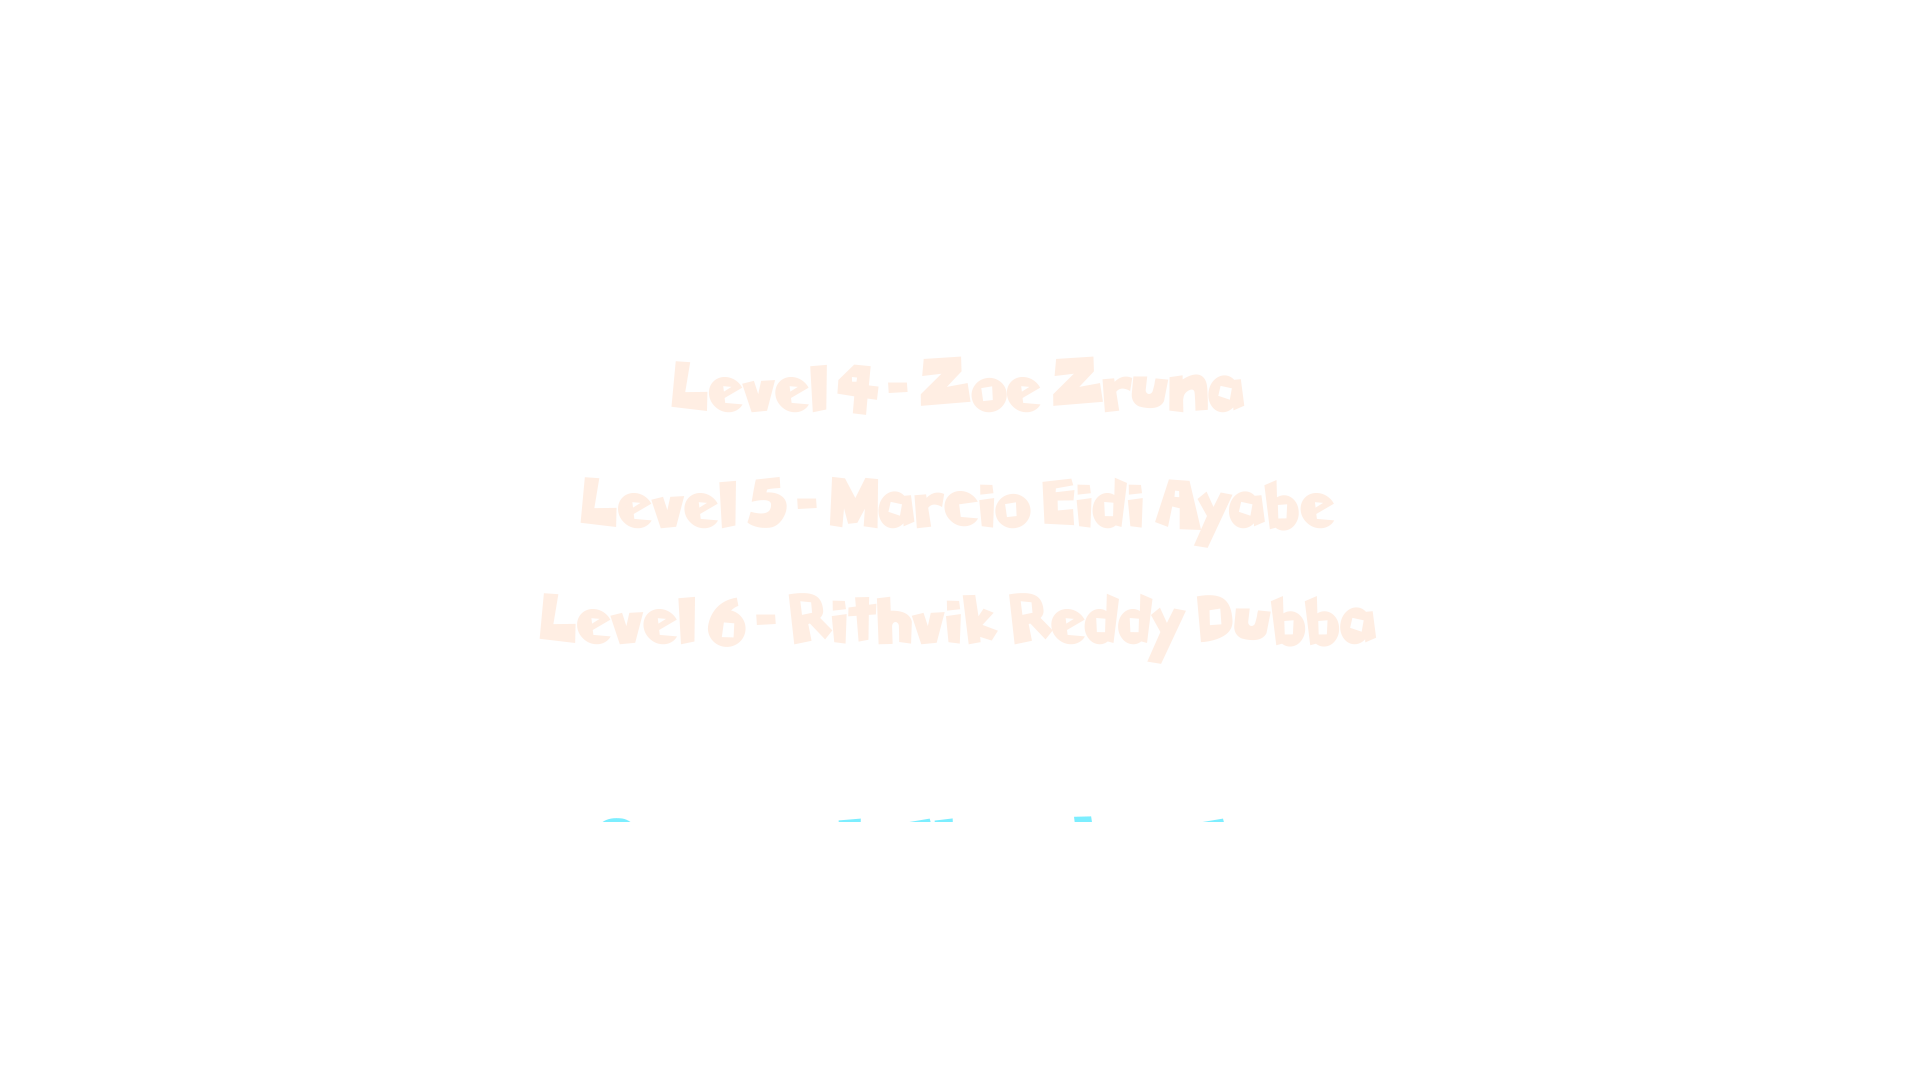 Level 4 - Zoe Zruna
Level 5 - Marcio Eidi Ayabe
Level 6 - Rithvik Reddy Dubba